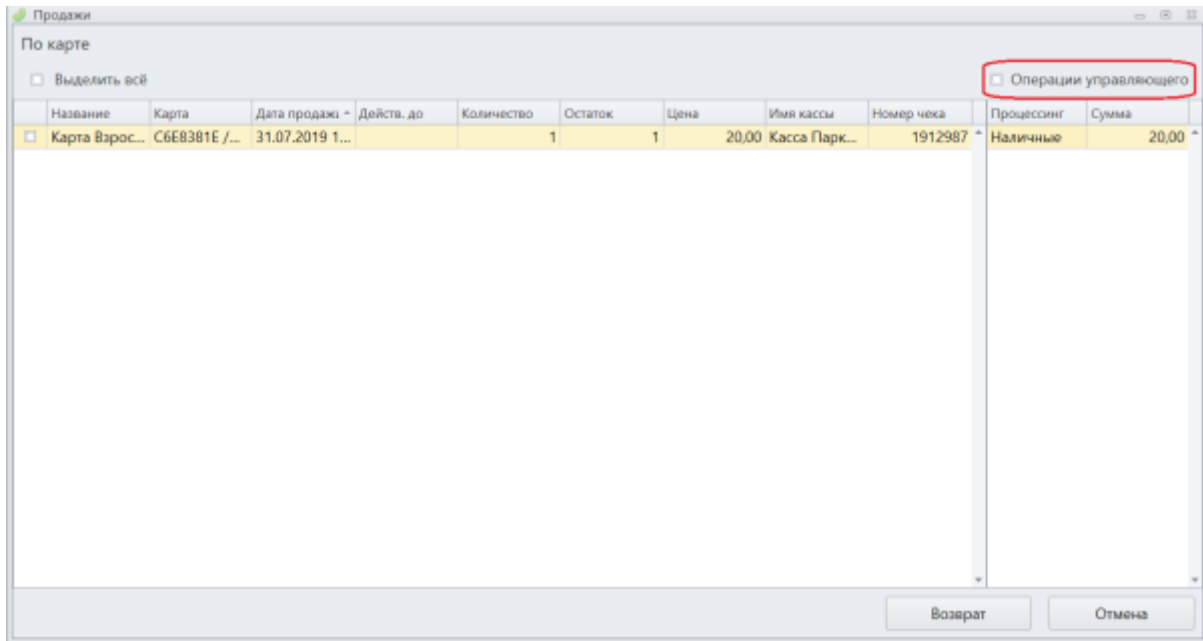 Продажи
По карте
Выделить всё
Операции управляющего
Название Карта Дата продажи Действ. до Количество Остаток Цена Имя кассы Номер чека Процессинг Сумма
Карта Взрос... C6E8381E /... 31.07.2019 1... 1 1 20,00 Касса Парк... 1912987 Наличные 20,00
Возврат Отмена